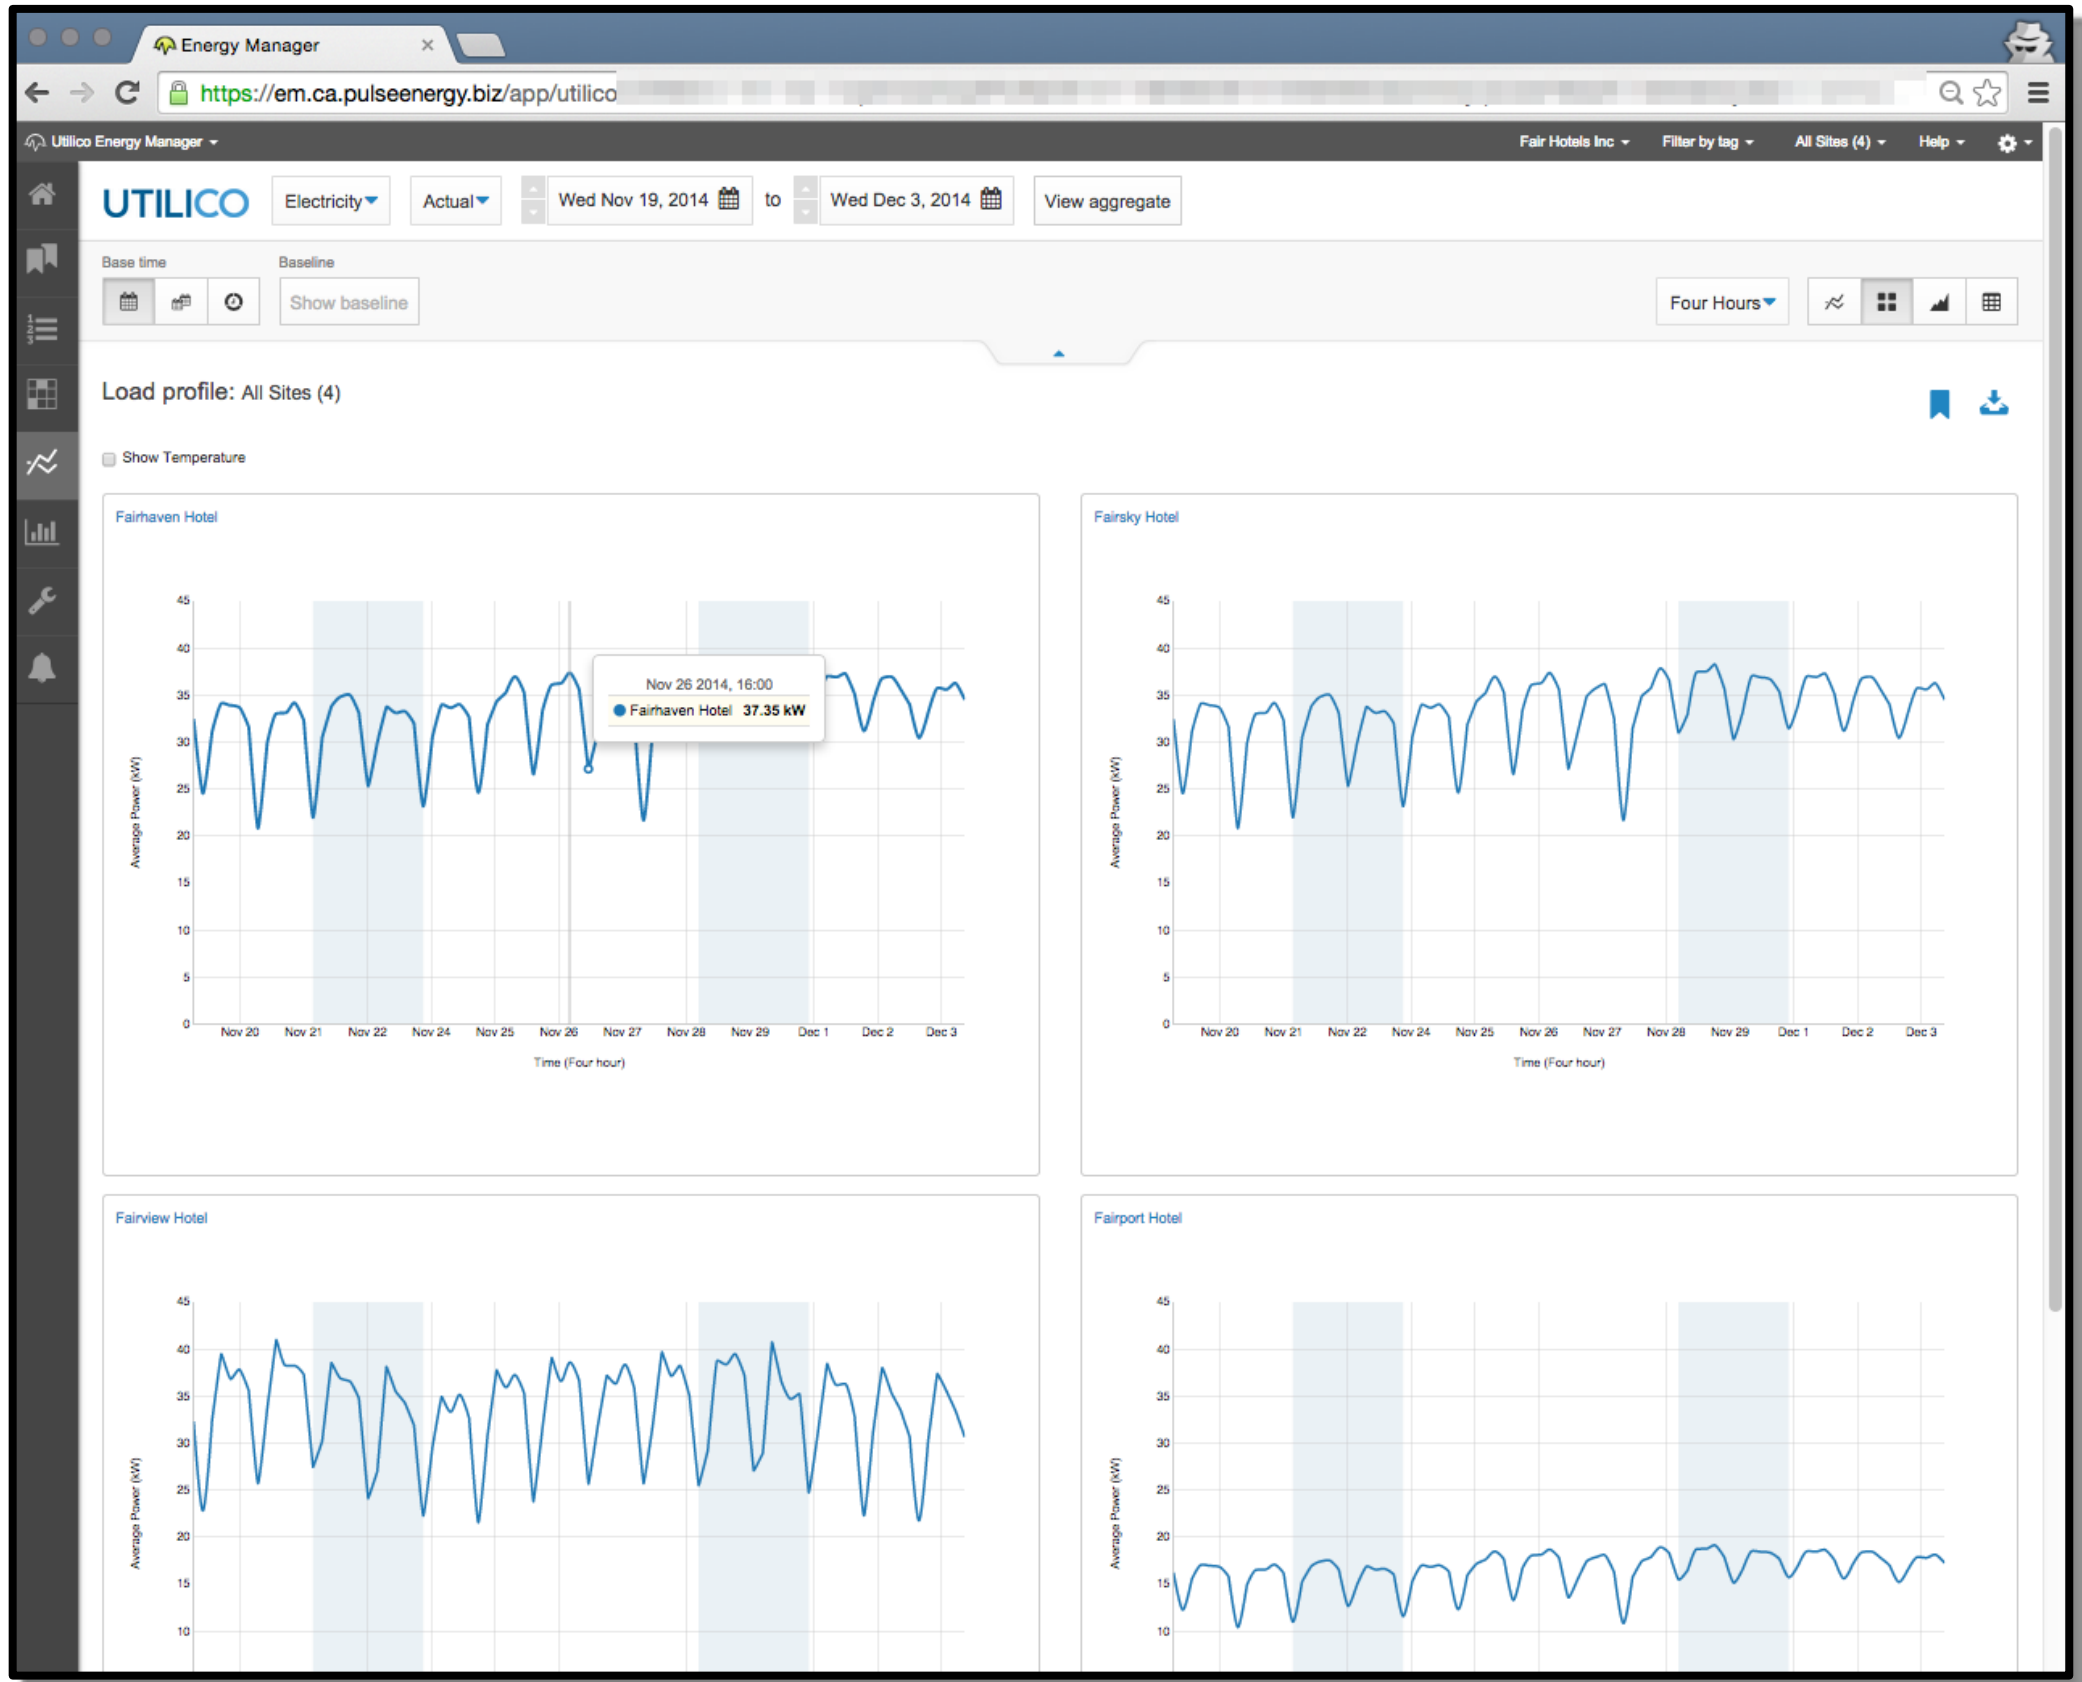 Energy Manager
https://em.ca.pulseenergy.biz/app/utilico
Utilico Energy Manager
Fair Hotels Inc
Filter by tag
All Sites (4)
Help
UTILICO
Electricity
Actual
Wed Nov 19, 2014
to
Wed Dec 3, 2014
View aggregate
Base time
Baseline
Show baseline
Four Hours
1
2
3
Load profile: All Sites (4)
Show Temperature
Fairhaven Hotel
45
40
35
30
25
20
15
10
5
0
Average Power (kW)
Nov 26 2014, 16:00
Fairhaven Hotel 37.35 kW
Nov 20 Nov 21 Nov 22 Nov 24 Nov 25 Nov 26 Nov 27 Nov 28 Nov 29 Dec 1 Dec 2 Dec 3
Time (Four hour)
Fairsky Hotel
45
40
35
30
25
20
15
10
5
0
Average Power (kW)
Nov 20 Nov 21 Nov 22 Nov 24 Nov 25 Nov 26 Nov 27 Nov 28 Nov 29 Dec 1 Dec 2 Dec 3
Time (Four hour)
Fairview Hotel
45
40
35
30
25
20
15
10
Average Power (kW)
Fairport Hotel
45
40
35
30
25
20
15
10
Average Power (kW)